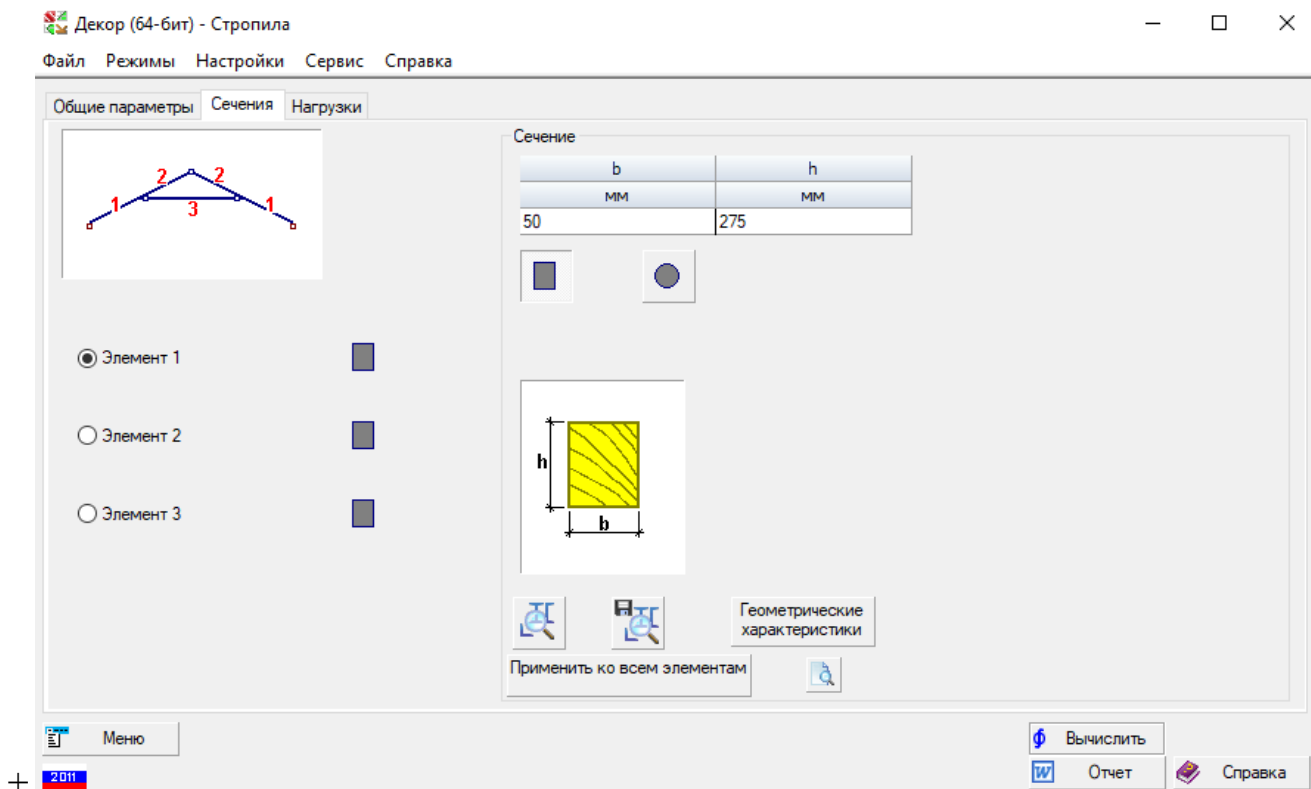 Декор (64-бит) - Стропила
Файл Режимы Настройки Сервис Справка
Общие параметры Сечения Нагрузки
2 2
1 3 1
Элемент 1
Элемент 2
Элемент 3
Сечение
b h
мм мм
50 275
h
b
Геометрические
характеристики
Применить ко всем элементам
Меню
Вычислить
2011
W Отчет
Справка